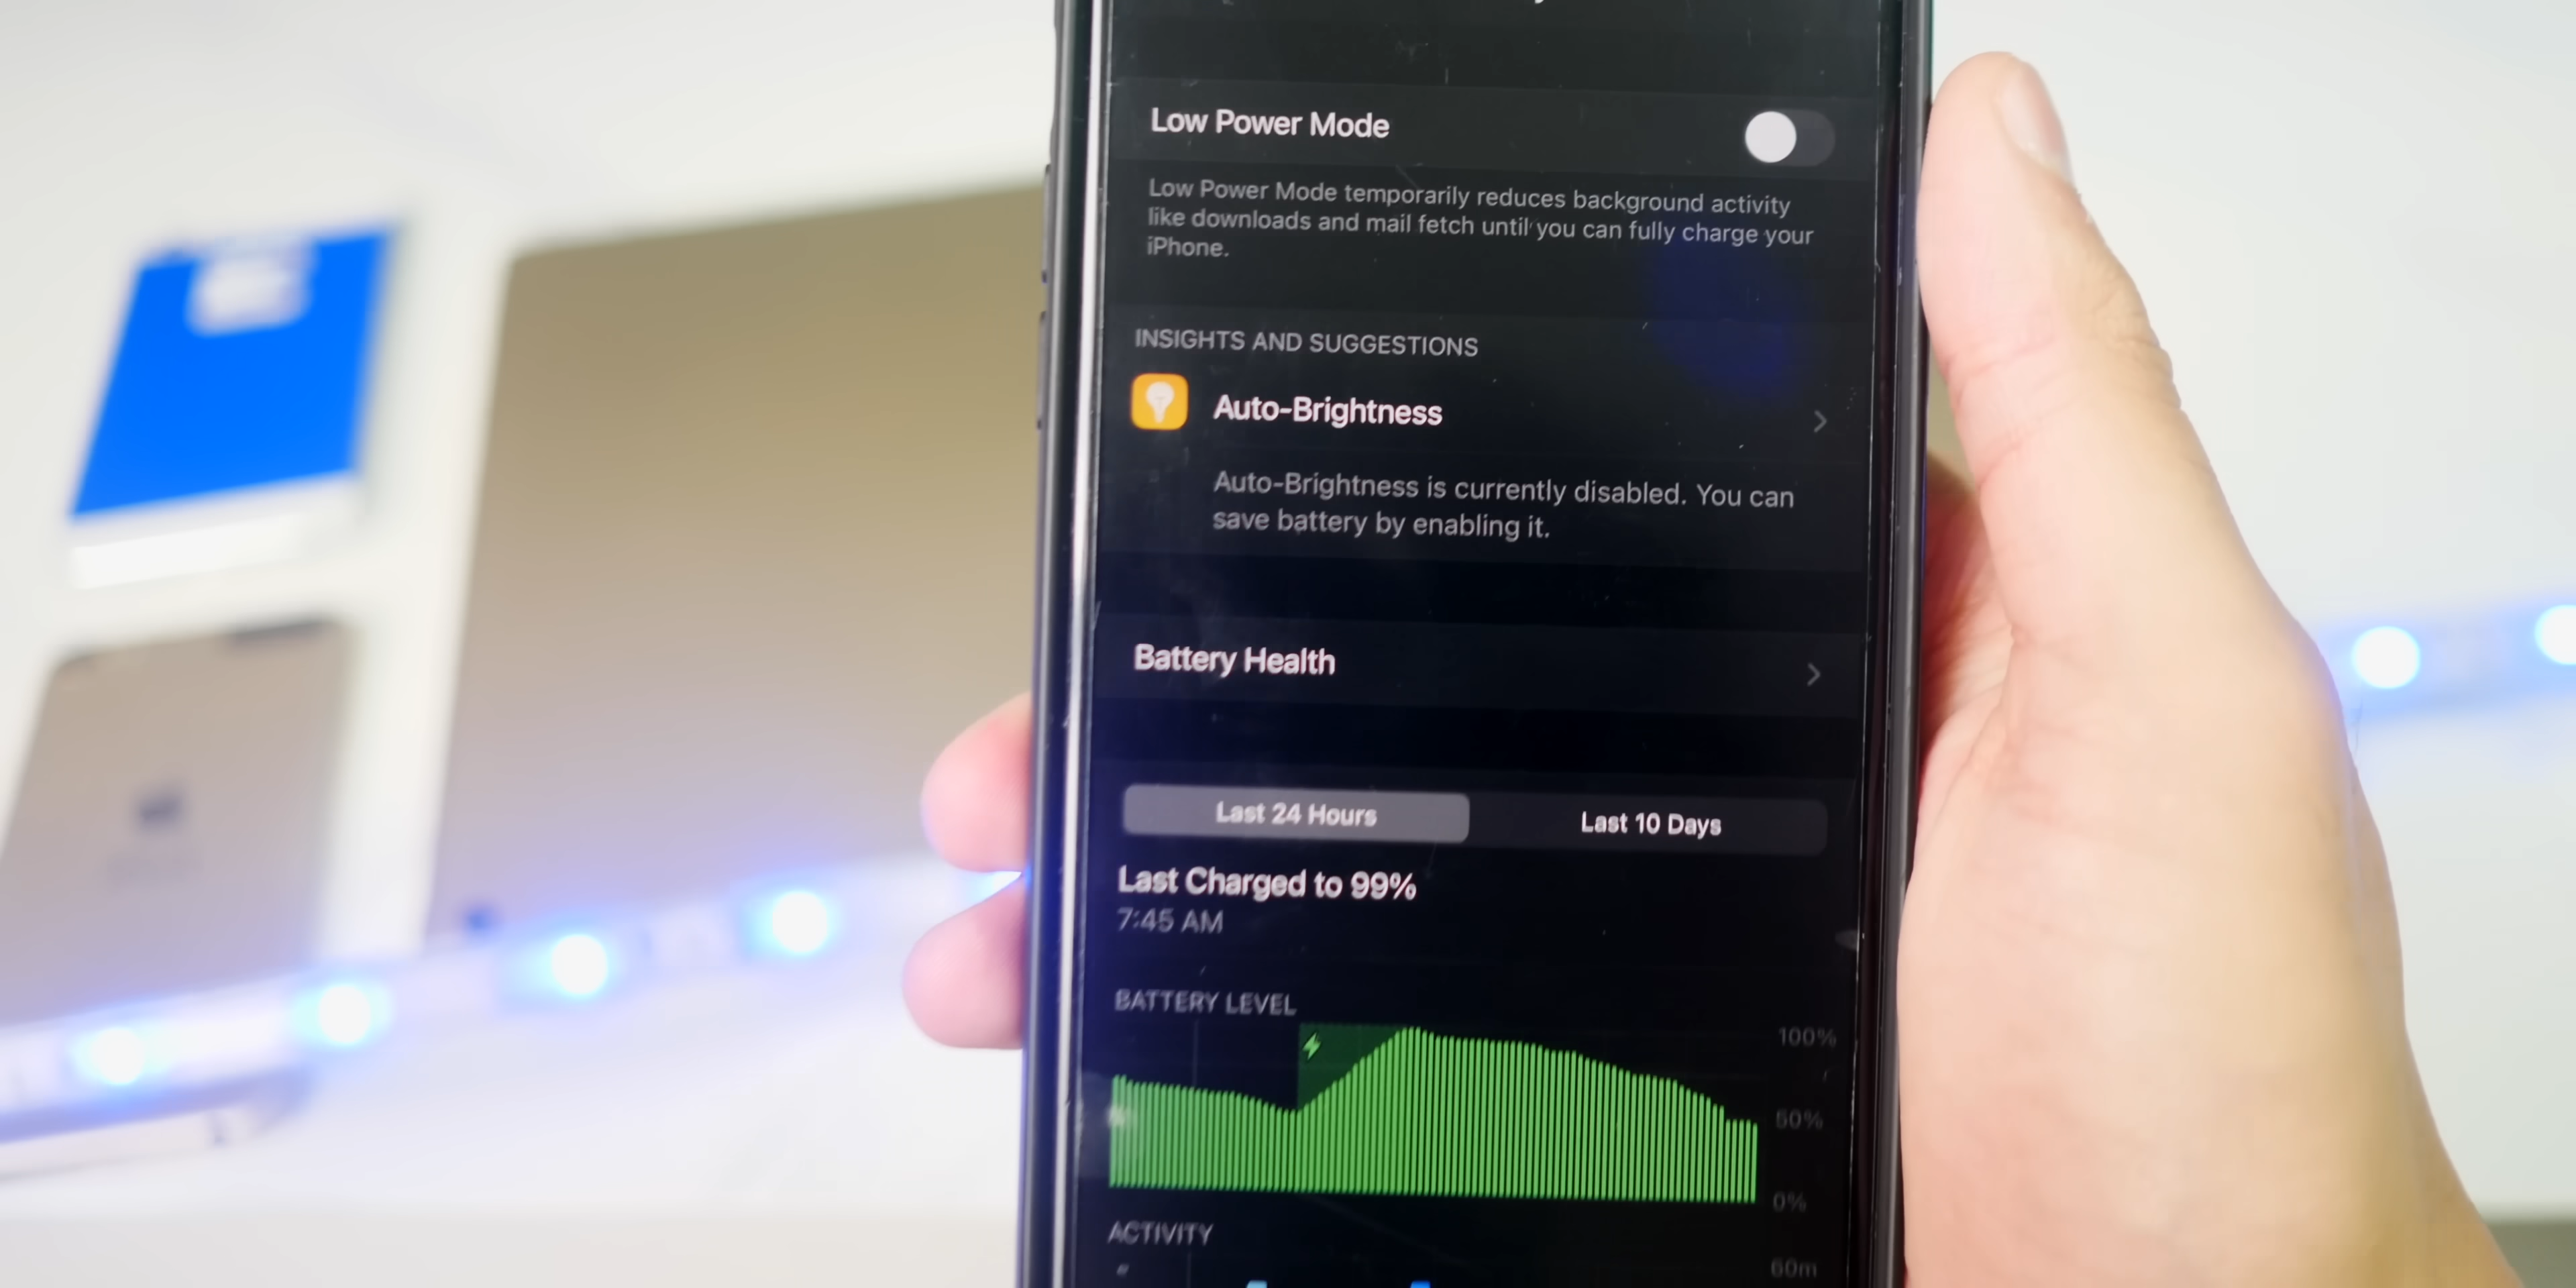 Low Power Mode
Low Power Mode temporarily reduces background activity
like downloads and mail fetch until you can fully charge your
iPhone.
INSIGHTS AND SUGGESTIONS
Auto-Brightness
Auto-Brightness is currently disabled. You can
save battery by enabling it.
Battery Health
Last 24 Hours
Last 10 Days
Last Charged to 99%
7:45 AM
BATTERY LEVEL
100%
50%
0%
ACTIVITY
60m